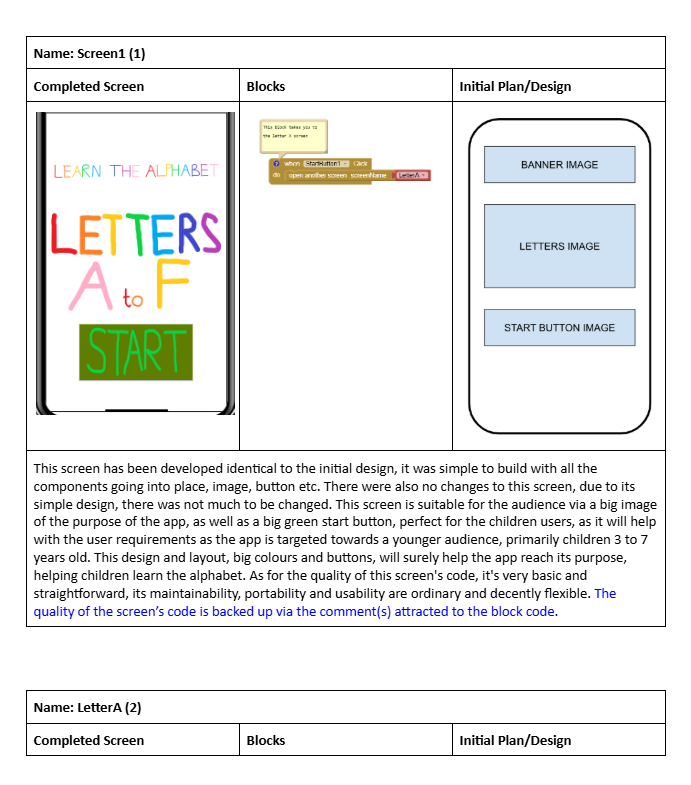 Name: Screen1 (1)
Completed Screen
Blocks
Initial Plan/Design
LEARN THE ALPHABET
LETTERS
A to F
START
This block takes you to
the letter A screen
when StartButton1 .Click
do open another screen screenName LetterA
BANNER IMAGE
LETTERS IMAGE
START BUTTON IMAGE
This screen has been developed identical to the initial design, it was simple to build with all the
components going into place, image, button etc. There were also no changes to this screen, due to its
simple design, there was not much to be changed. This screen is suitable for the audience via a big image
of the purpose of the app, as well as a big green start button, perfect for the children users, as it will help
with the user requirements as the app is targeted towards a younger audience, primarily children 3 to 7
years old. This design and layout, big colours and buttons, will surely help the app reach its purpose,
helping children learn the alphabet. As for the quality of this screen's code, it's very basic and
straightforward, its maintainability, portability and usability are ordinary and decently flexible. The
quality of the screen’s code is backed up via the comment(s) attracted to the block code.
Name: LetterA (2)
Completed Screen
Blocks
Initial Plan/Design